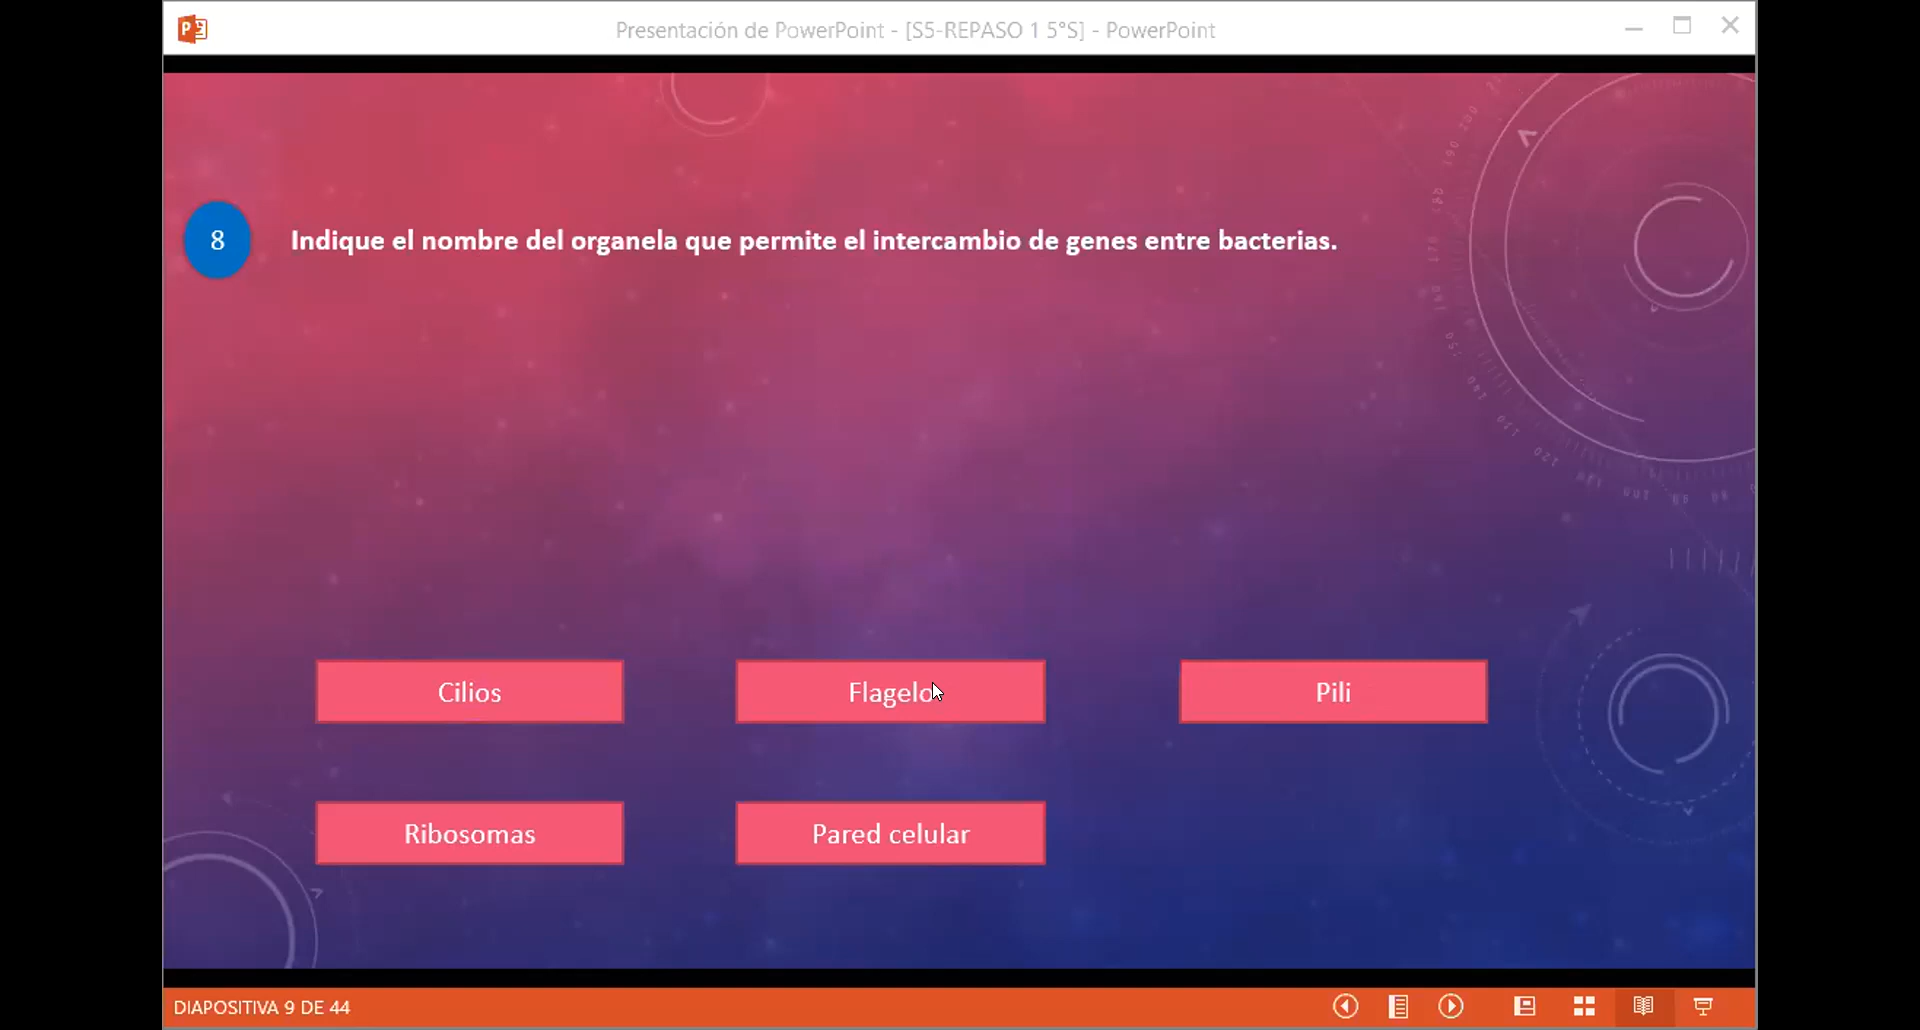 Presentación de PowerPoint - [S5-REPASO 1 5°S] - PowerPoint
8
Indique el nombre del organela que permite el intercambio de genes entre bacterias.
Cilios
Flagelo
Pili
Ribosomas
Pared celular
DIAPOSITIVA 9 DE 44